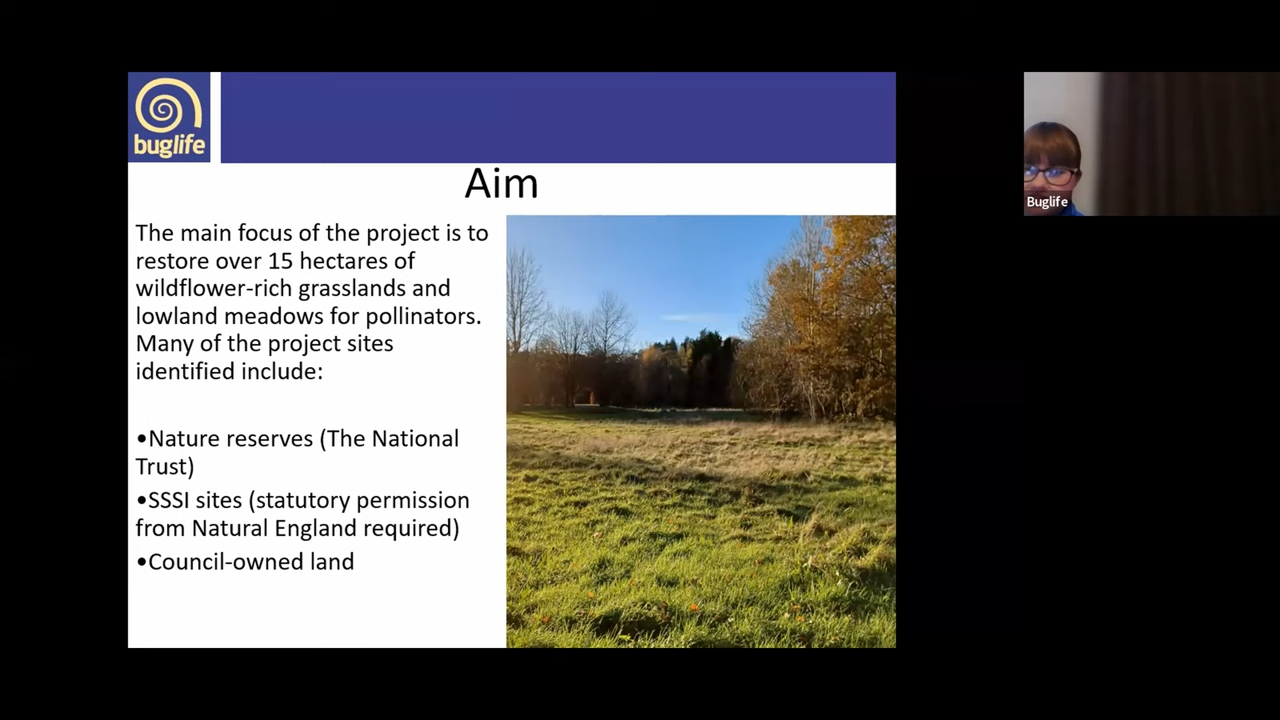 buglife
Aim
The main focus of the project is to
restore over 15 hectares of
wildflower-rich grasslands and
lowland meadows for pollinators.
Many of the project sites
identified include:
•Nature reserves (The National
Trust)
•SSSI sites (statutory permission
from Natural England required)
•Council-owned land
Buglife